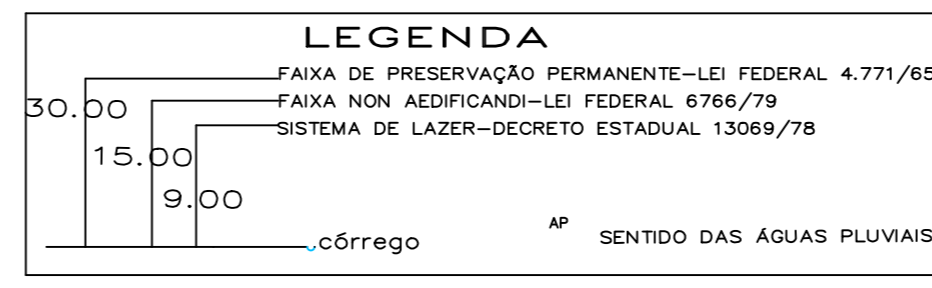 LEGENDA
FAIXA DE PRESERVAÇÃO PERMANENTE-LEI FEDERAL 4.771/65
30.00
FAIXA NON AEDIFICANDI-LEI FEDERAL 6766/79
SISTEMA DE LAZER-DECRETO ESTADUAL 13069/78
15.00
9.00
córrego
AP
SENTIDO DAS ÁGUAS PLUVIAIS